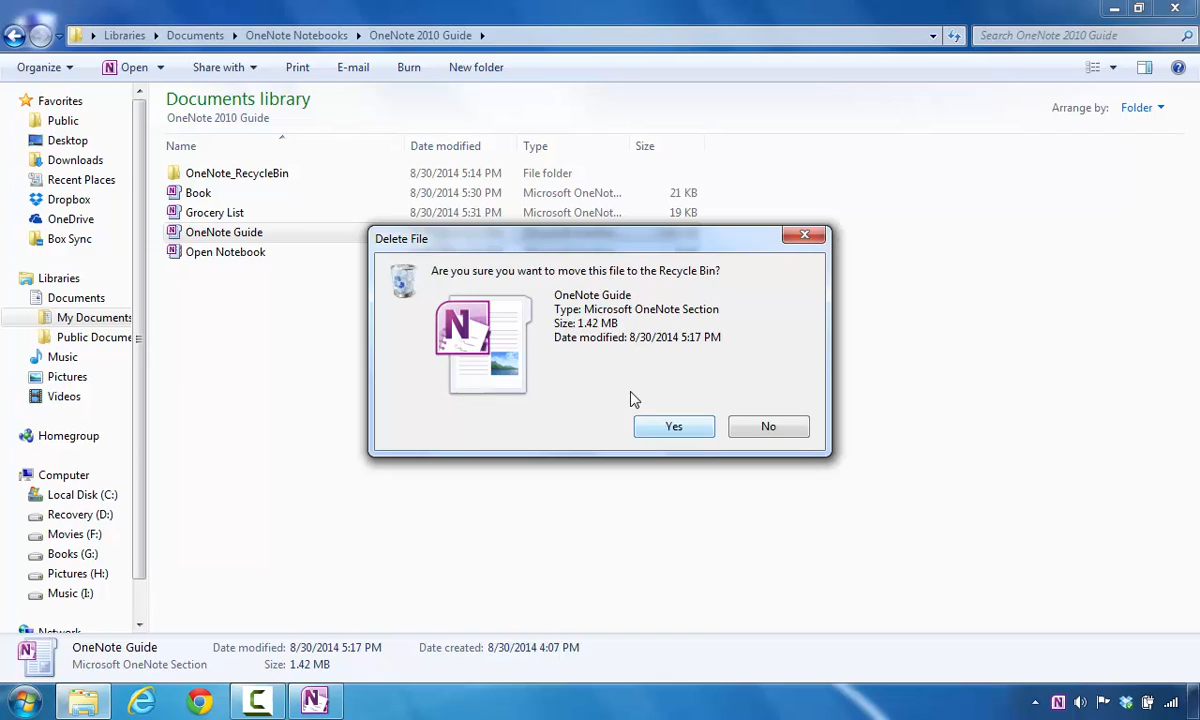 Libraries Documents OneNote Notebooks OneNote 2010 Guide
Search OneNote 2010 Guide
Organize Open Share with Print E-mail Burn New folder
Favorites
Public
Desktop
Downloads
Recent Places
Dropbox
OneDrive
Box Sync
Libraries
Documents
My Documents
Public Docume
Music
Pictures
Videos
Homegroup
Computer
Local Disk (C:)
Recovery (D:)
Movies (F:)
Books (G:)
Pictures (H:)
Music (I:)
Network
Documents library
OneNote 2010 Guide
Arrange by: Folder
Name Date modified Type Size
OneNote_RecycleBin 8/30/2014 5:14 PM File folder
Book 8/30/2014 5:30 PM Microsoft OneNot... 21 KB
Grocery List 8/30/2014 5:31 PM Microsoft OneNot... 19 KB
OneNote Guide
Open Notebook
Delete File
Are you sure you want to move this file to the Recycle Bin?
OneNote Guide
Type: Microsoft OneNote Section
Size: 1.42 MB
Date modified: 8/30/2014 5:17 PM
Yes No
OneNote Guide Date modified: 8/30/2014 5:17 PM Date created: 8/30/2014 4:07 PM
Microsoft OneNote Section Size: 1.42 MB